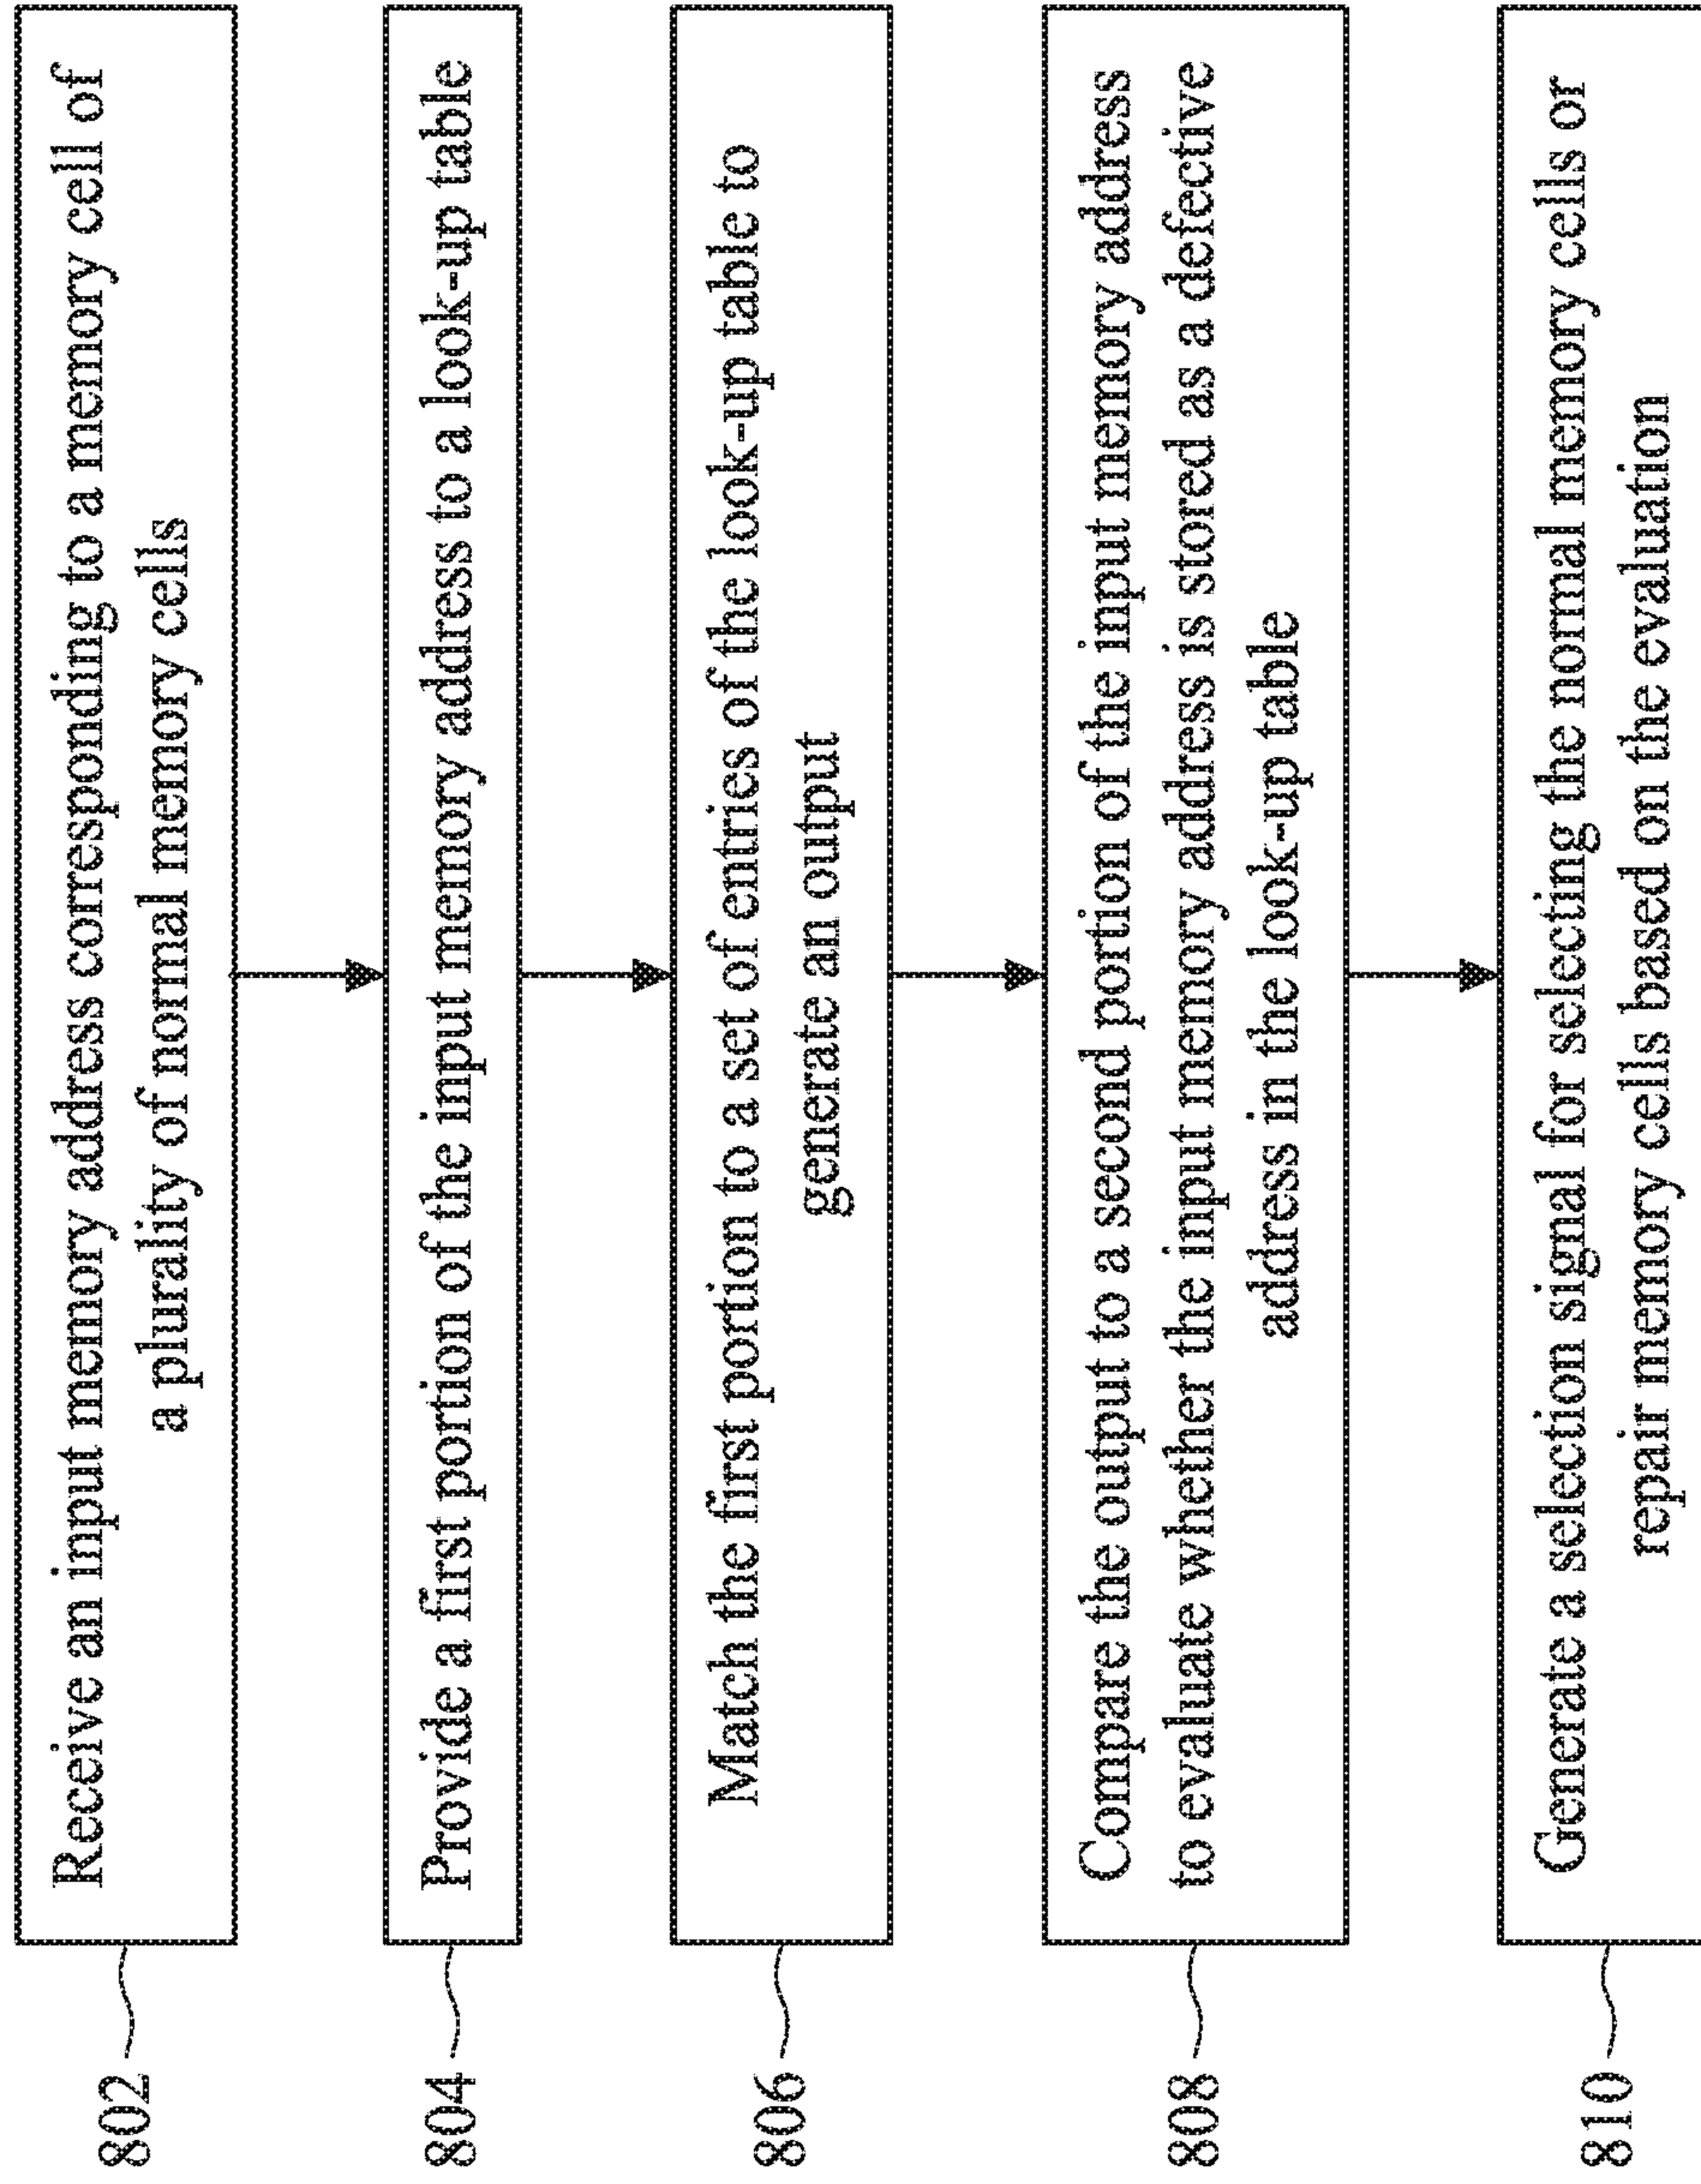 802
Receive an input memory address corresponding to a memory cell of
a plurality of normal memory cells
804
Provide a first portion of the input memory address to a look-up table
806
Match the first portion to a set of entries of the look-up table to
generate an output
808
Compare the output to a second portion of the input memory address
to evaluate whether the input memory address is stored as a defective
address in the look-up table
810
Generate a selection signal for selecting the normal memory cells or
repair memory cells based on the evaluation